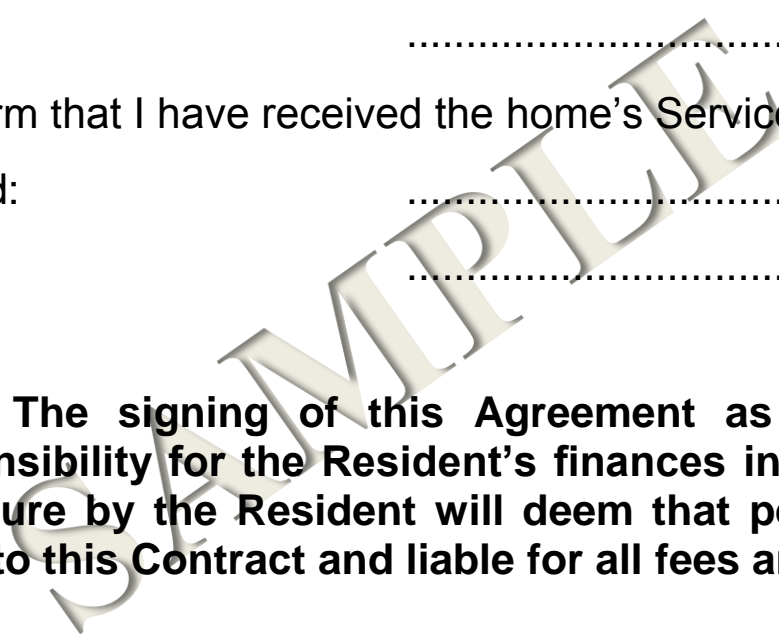 ........................................
rm that I have received the home’s Service
d:
........................................
........................................
The signing of this Agreement as
nsibility for the Resident’s finances in
ure by the Resident will deem that pe
to this Contract and liable for all fees a
SAMPLE